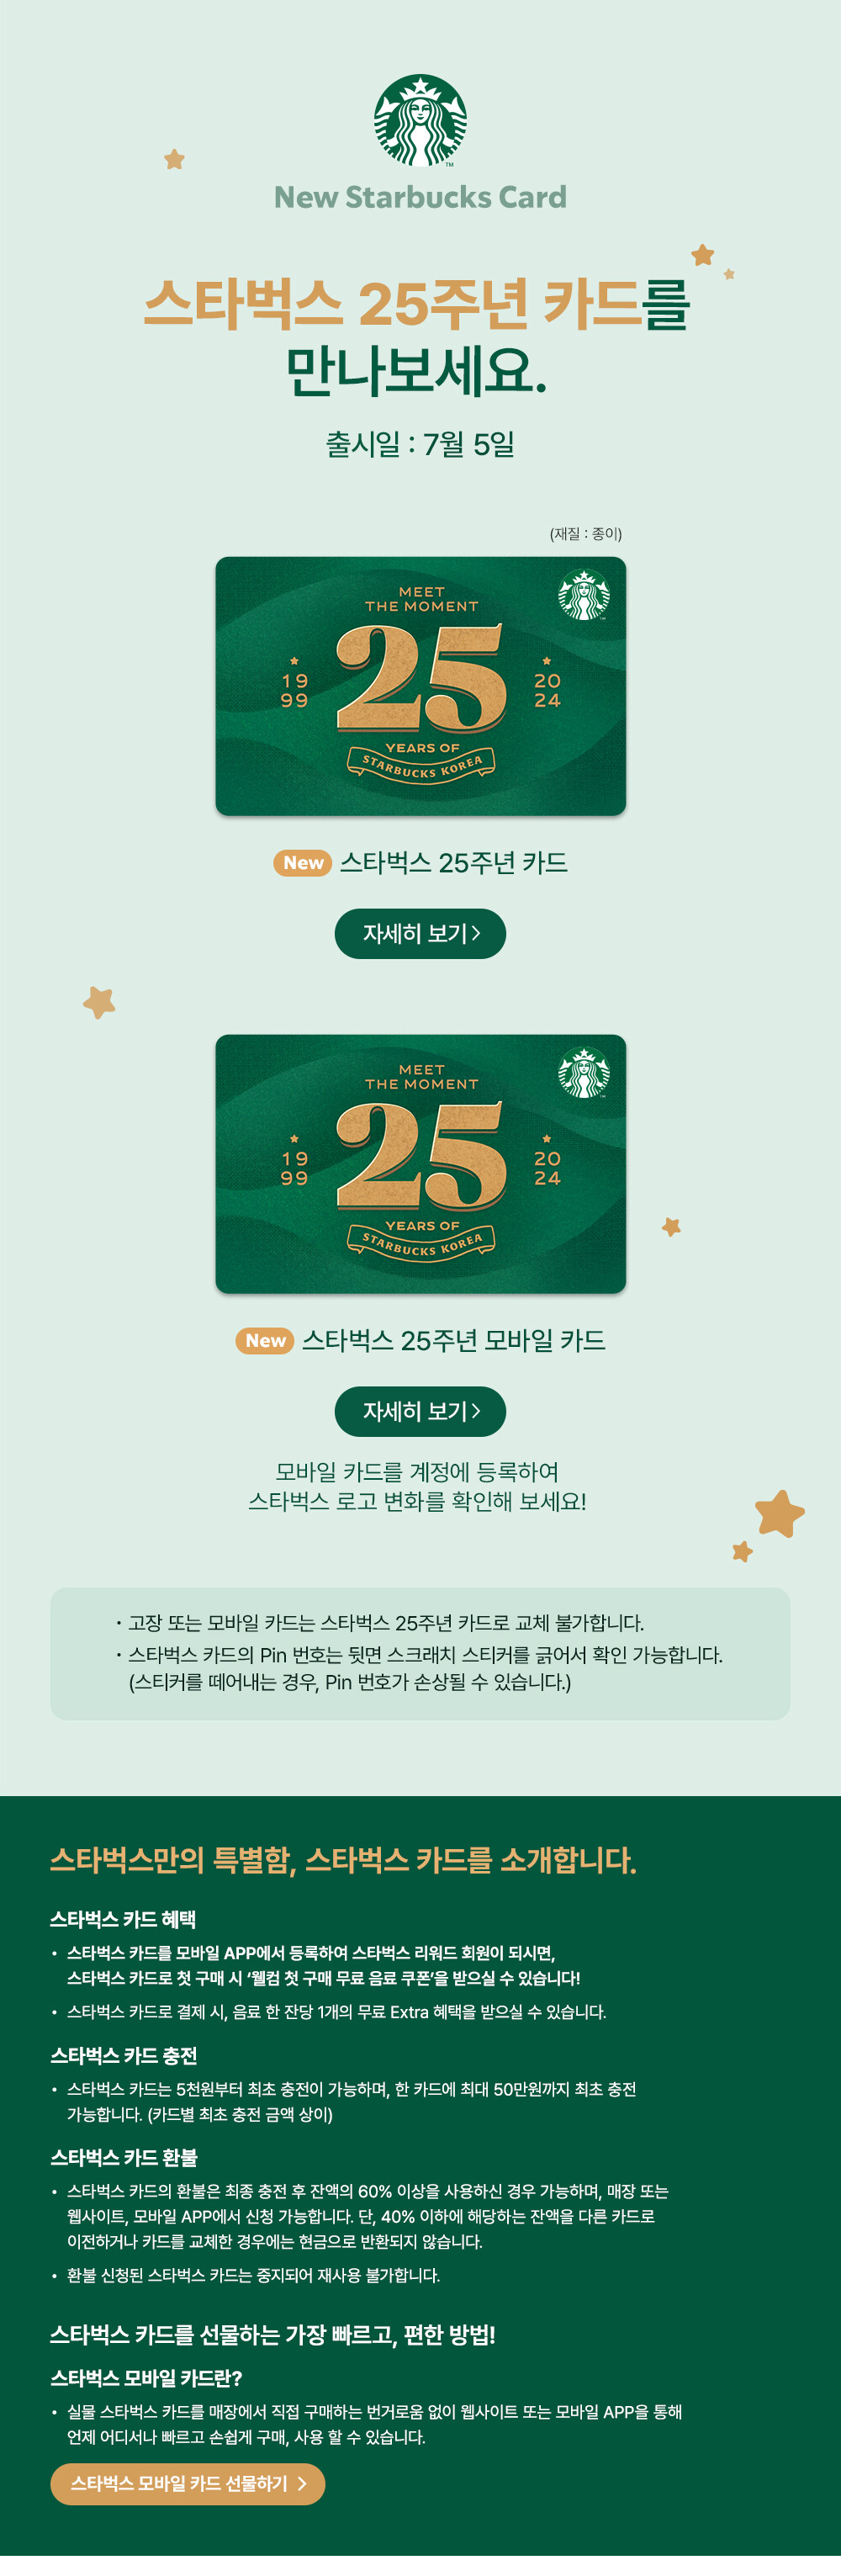 TM
New Starbucks Card
스타벅스 25주년 카드를
만나보세요.
출시일 : 7월 5일
(재질 : 종이)
MEET
THE MOMENT
25
19
99
20
24
YEARS OF
STARBUCKS KOREA
New 스타벅스 25주년 카드
자세히 보기 >
MEET
THE MOMENT
25
19
99
20
24
YEARS OF
STARBUCKS KOREA
New 스타벅스 25주년 모바일 카드
자세히 보기 >
모바일 카드를 계정에 등록하여
스타벅스 로고 변화를 확인해 보세요!
· 고장 또는 모바일 카드는 스타벅스 25주년 카드로 교체 불가합니다.
· 스타벅스 카드의 Pin 번호는 뒷면 스크래치 스티커를 긁어서 확인 가능합니다.
(스티커를 떼어내는 경우, Pin 번호가 손상될 수 있습니다.)
스타벅스만의 특별함, 스타벅스 카드를 소개합니다.
스타벅스 카드 혜택
• 스타벅스 카드를 모바일 APP에서 등록하여 스타벅스 리워드 회원이 되시면,
스타벅스 카드로 첫 구매 시 ‘웰컴 첫 구매 무료 음료 쿠폰’을 받으실 수 있습니다!
• 스타벅스 카드로 결제 시, 음료 한 잔당 1개의 무료 Extra 혜택을 받으실 수 있습니다.
스타벅스 카드 충전
• 스타벅스 카드는 5천원부터 최초 충전이 가능하며, 한 카드에 최대 50만원까지 최초 충전
가능합니다. (카드별 최초 충전 금액 상이)
스타벅스 카드 환불
• 스타벅스 카드의 환불은 최종 충전 후 잔액의 60% 이상을 사용하신 경우 가능하며, 매장 또는
웹사이트, 모바일 APP에서 신청 가능합니다. 단, 40% 이하에 해당하는 잔액을 다른 카드로
이전하거나 카드를 교체한 경우에는 현금으로 반환되지 않습니다.
• 환불 신청된 스타벅스 카드는 중지되어 재사용 불가합니다.
스타벅스 카드를 선물하는 가장 빠르고, 편한 방법!
스타벅스 모바일 카드란?
• 실물 스타벅스 카드를 매장에서 직접 구매하는 번거로움 없이 웹사이트 또는 모바일 APP을 통해
언제 어디서나 빠르고 손쉽게 구매, 사용 할 수 있습니다.
스타벅스 모바일 카드 선물하기 >